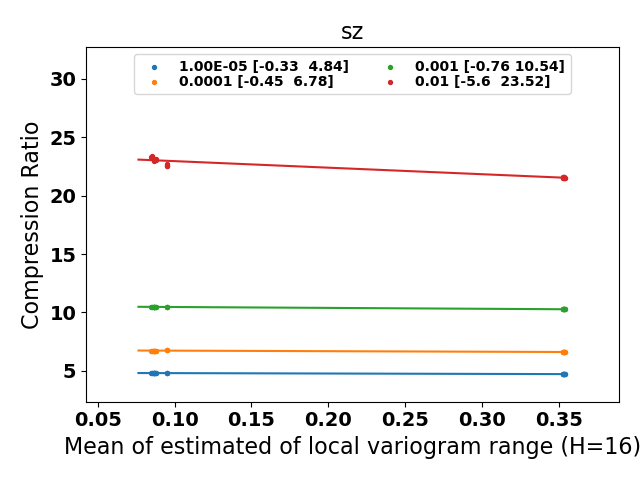 sz
1.00E-05 [-0.33  4.84]
0.0001 [-0.45  6.78]
0.001 [-0.76 10.54]
0.01 [-5.6  23.52]
Compression Ratio
30
25
20
15
10
5
0.05 0.10 0.15 0.20 0.25 0.30 0.35
Mean of estimated of local variogram range (H=16)